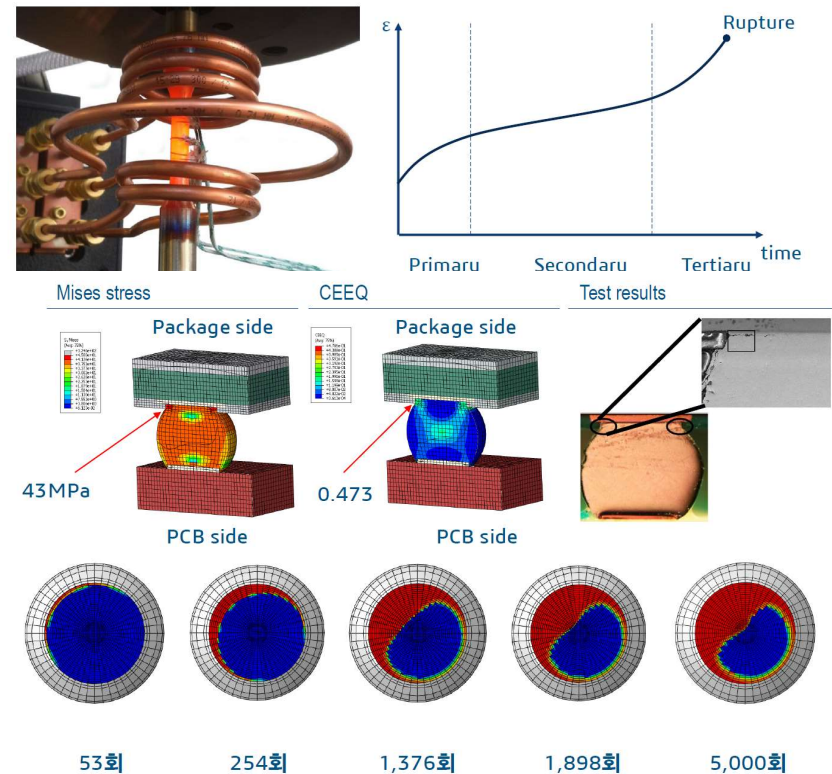 ε
Rupture
time
Primaru
Secondaru
Tertiaru
Mises stress
CEEQ
Test results
Package side
Package side
43MPa
0.473
PCB side
PCB side
53회
254회
1,376회
1,898회
5,000회